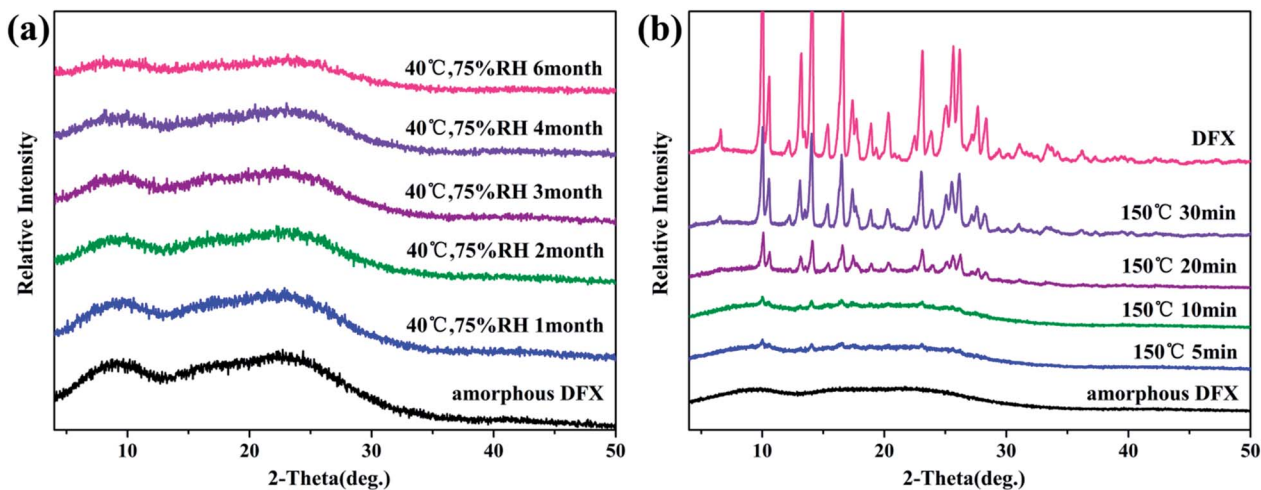 (a)
Relative Intensity
40℃,75%RH 6month
40℃,75%RH 4month
40℃,75%RH 3month
40℃,75%RH 2month
40℃,75%RH 1month
amorphous DFX
10 20 30 40 50
2-Theta(deg.)
(b)
Relative Intensity
DFX
150℃ 30min
150℃ 20min
150℃ 10min
150℃ 5min
amorphous DFX
10 20 30 40 50
2-Theta(deg.)